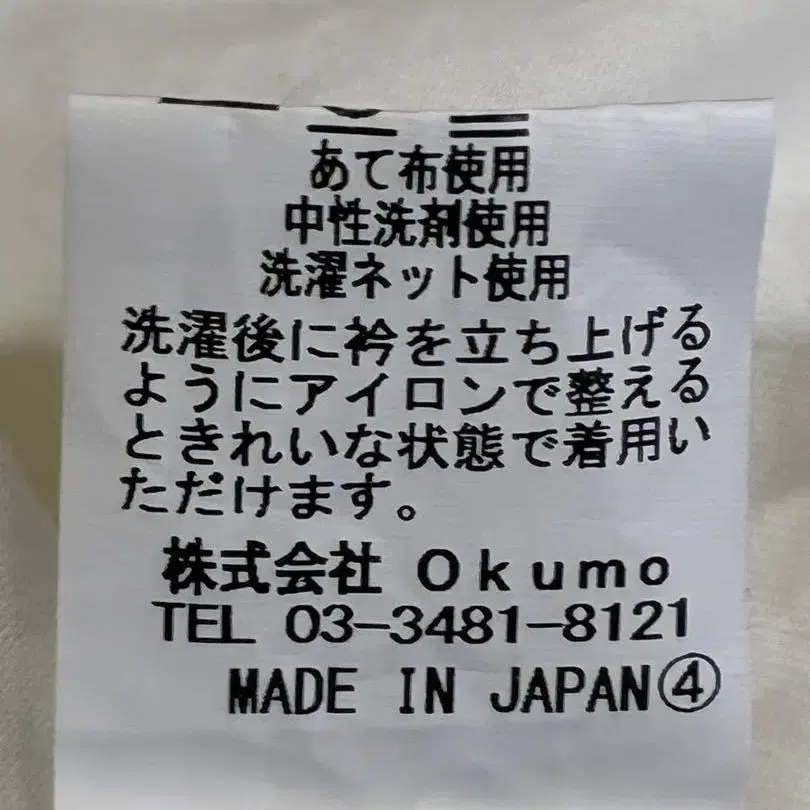 あて布使用
中性洗剤使用
洗濯ネット使用
洗濯後に衿を立ち上げる
ようにアイロンで整える
ときれいな状態で着用い
ただけます。
株式会社 Okumo
TEL 03-3481-8121
MADE IN JAPAN④